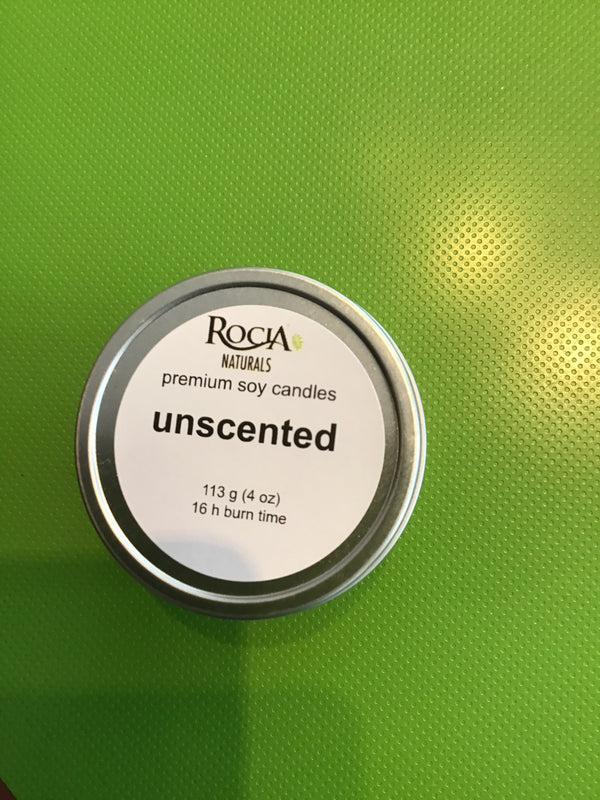 ROCIA
NATURALS
premium soy candles
unscented
113 g (4 oz)
16 h burn time